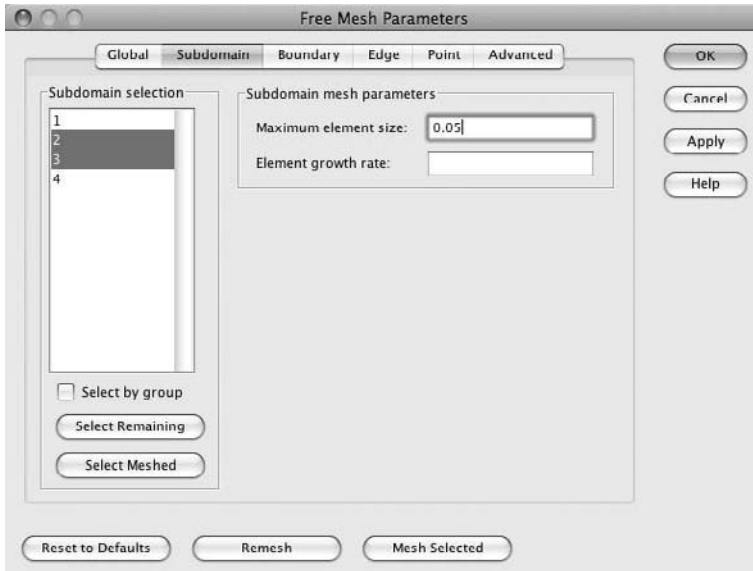 Free Mesh Parameters
Global Subdomain Boundary Edge Point Advanced
Subdomain selection
1
2
3
4
Select by group
Select Remaining
Select Meshed
Subdomain mesh parameters
Maximum element size: 0.05
Element growth rate:
OK
Cancel
Apply
Help
Reset to Defaults Remesh Mesh Selected